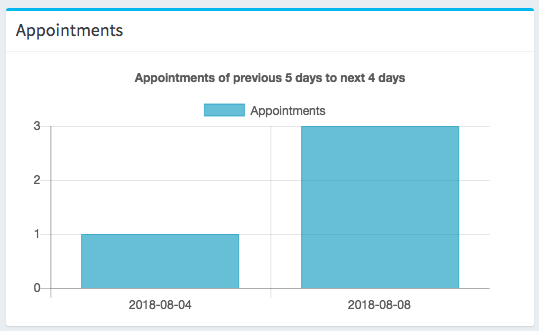 Appointments
Appointments of previous 5 days to next 4 days
Appointments
3
2
1
0
2018-08-04 2018-08-08